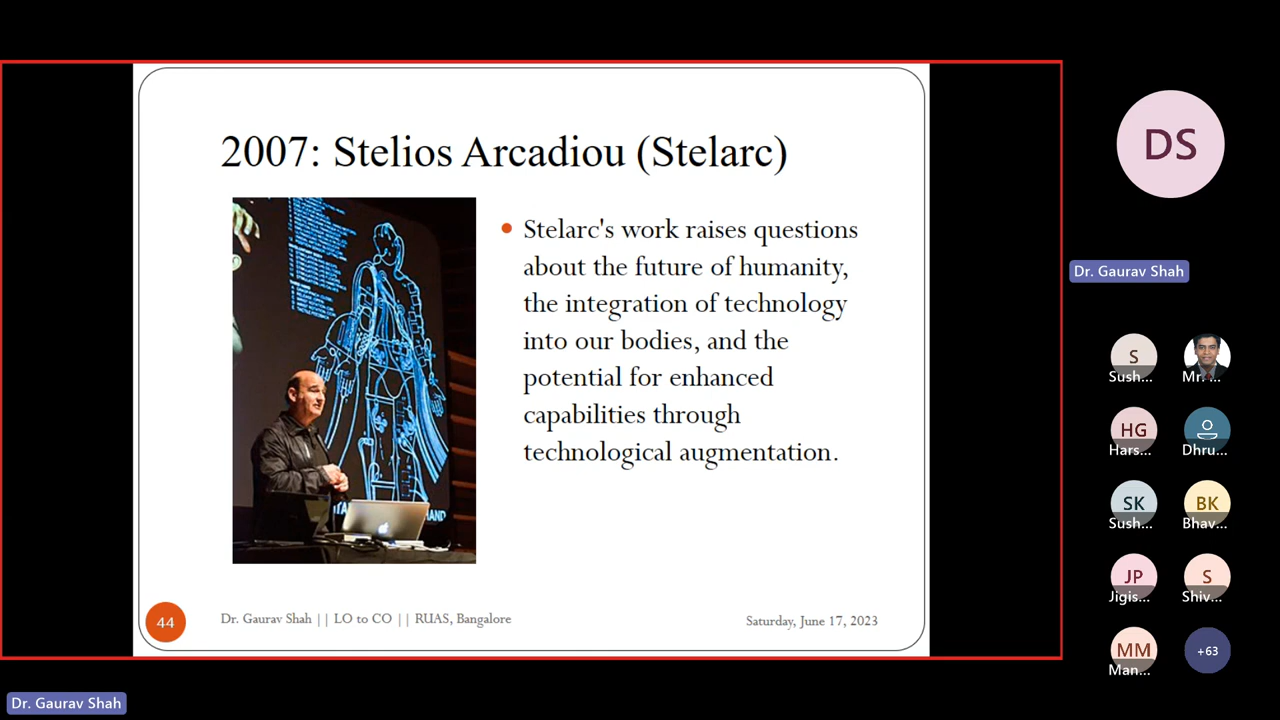 2007: Stelios Arcadiou (Stelarc)
Stelarc's work raises questions
about the future of humanity,
the integration of technology
into our bodies, and the
potential for enhanced
capabilities through
technological augmentation.
44
Dr. Gaurav Shah || LO to CO || RUAS, Bangalore
Saturday, June 17, 2023
DS
Dr. Gaurav Shah
S
Sush...
Mr. ...
HG
Hars...
Dhru...
SK
Sush...
BK
Bhav...
JP
Jigis...
S
Shiv...
MM
Man...
+63
Dr. Gaurav Shah